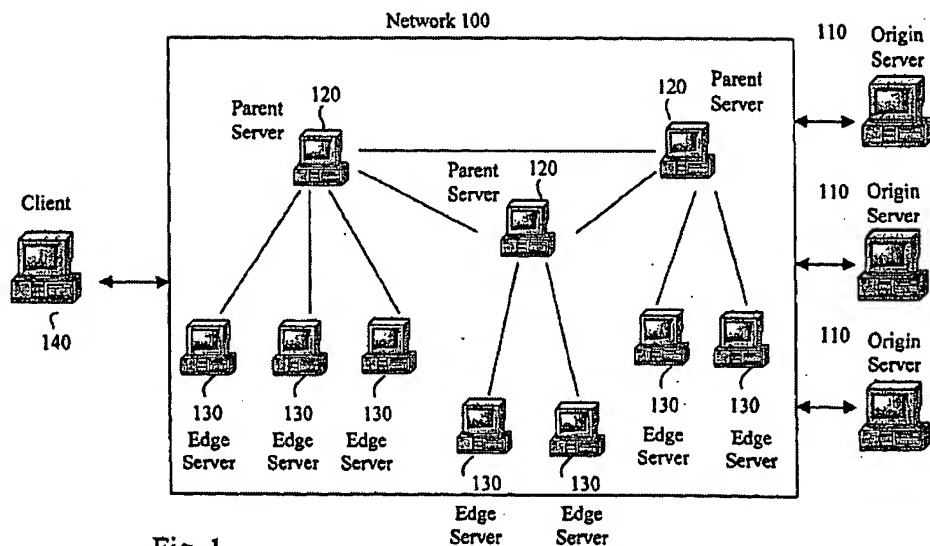 Network 100
110 Origin
Server
120
Parent
Server
120
Parent
Server
Parent
Server
120
Client
140
110 Origin
Server
110 Origin
Server
130 130 130
Edge Edge Edge
Server Server Server
130 130
Edge Edge
Server Server
130 130
Edge Edge
Server Server
Fig. 1